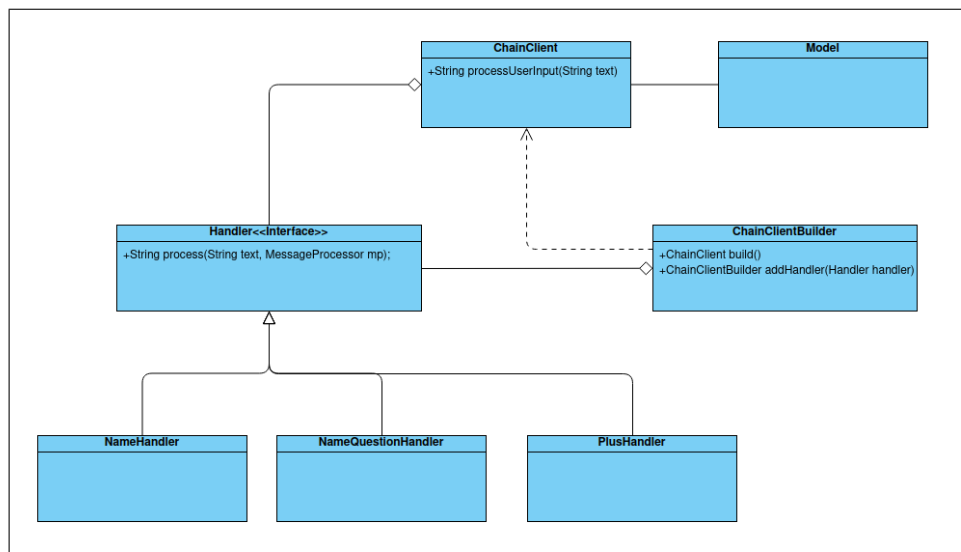 ChainClient
+String processUserInput(String text)
Model
Handler<<Interface>>
+String process(String text, MessageProcessor mp);
ChainClientBuilder
+ChainClient build()
+ChainClientBuilder addHandler(Handler handler)
NameHandler
NameQuestionHandler
PlusHandler